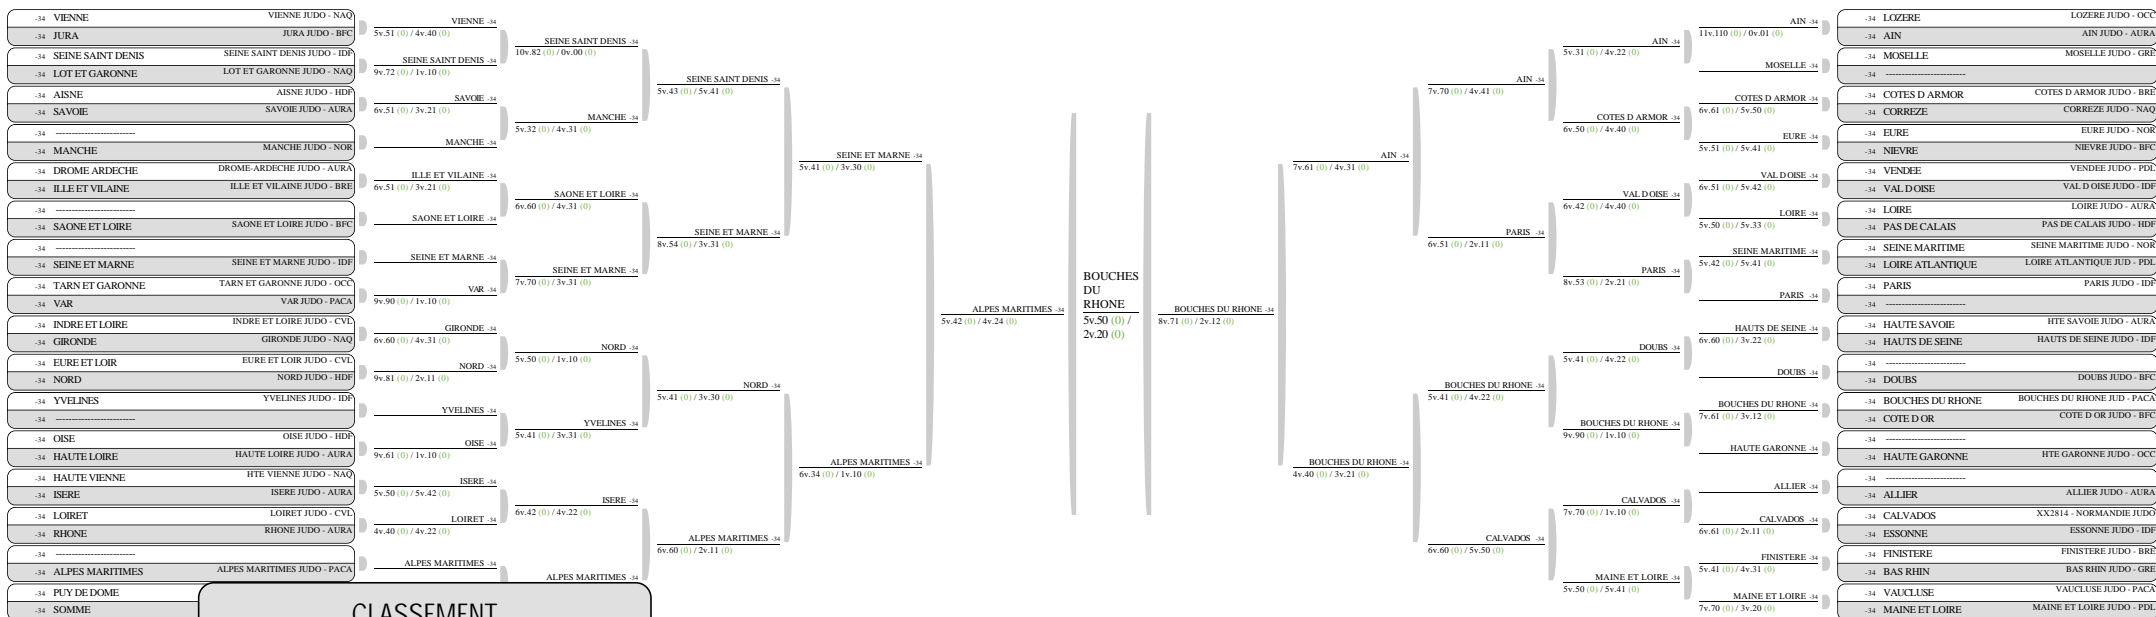 -34 VIENNE VIENNE JUDO - NAQ
-34 JURA JURA JUDO - BFC
-34 SEINE SAINT DENIS SEINE SAINT DENIS JUDO - IDF
-34 LOT ET GARONNE LOT ET GARONNE JUDO - NAQ
-34 AISNE AISNE JUDO - HDF
-34 SAVOIE SAVOIE JUDO - AURA
-34 -------------------------
-34 MANCHE MANCHE JUDO - NOR
-34 DROME ARDECHE DROME-ARDECHE JUDO - AURA
-34 ILLE ET VILAINE ILLE ET VILAINE JUDO - BRE
-34 -------------------------
-34 SAONE ET LOIRE SAONE ET LOIRE JUDO - BFC
-34 -------------------------
-34 SEINE ET MARNE SEINE ET MARNE JUDO - IDF
-34 TARN ET GARONNE TARN ET GARONNE JUDO - OCC
-34 VAR VAR JUDO - PACA
-34 INDRE ET LOIRE INDRE ET LOIRE JUDO - CVL
-34 GIRONDE GIRONDE JUDO - NAQ
-34 EURE ET LOIR EURE ET LOIR JUDO - CVL
-34 NORD NORD JUDO - HDF
-34 YVELINES YVELINES JUDO - IDF
-34 -------------------------
-34 OISE OISE JUDO - HDF
-34 HAUTE LOIRE HAUTE LOIRE JUDO - AURA
-34 HAUTE VIENNE HTE VIENNE JUDO - NAQ
-34 ISERE ISERE JUDO - AURA
-34 LOIRET LOIRET JUDO - CVL
-34 RHONE RHONE JUDO - AURA
-34 -------------------------
-34 ALPES MARITIMES ALPES MARITIMES JUDO - PACA
-34 PUY DE DOME
-34 SOMME
VIENNE -34
5v.51 (0) / 4v.40 (0)
SEINE SAINT DENIS -34
9v.72 (0) / 1v.10 (0)
SAVOIE -34
6v.51 (0) / 3v.21 (0)
MANCHE -34
ILLE ET VILAINE -34
6v.51 (0) / 3v.21 (0)
SAONE ET LOIRE -34
SEINE ET MARNE -34
VAR -34
9v.90 (0) / 1v.10 (0)
GIRONDE -34
6v.60 (0) / 4v.31 (0)
NORD -34
9v.81 (0) / 2v.11 (0)
YVELINES -34
OISE -34
9v.61 (0) / 1v.10 (0)
ISERE -34
5v.50 (0) / 5v.42 (0)
LOIRET -34
4v.40 (0) / 4v.22 (0)
ALPES MARITIMES -34
SEINE SAINT DENIS -34
10v.82 (0) / 0v.00 (0)
MANCHE -34
5v.32 (0) / 4v.31 (0)
SAONE ET LOIRE -34
6v.60 (0) / 4v.31 (0)
SEINE ET MARNE -34
7v.70 (0) / 3v.31 (0)
NORD -34
5v.50 (0) / 1v.10 (0)
YVELINES -34
5v.41 (0) / 3v.31 (0)
ISERE -34
6v.42 (0) / 4v.22 (0)
ALPES MARITIMES -34
SEINE SAINT DENIS -34
5v.43 (0) / 5v.41 (0)
SEINE ET MARNE -34
8v.54 (0) / 3v.31 (0)
NORD -34
5v.41 (0) / 3v.30 (0)
ALPES MARITIMES -34
6v.60 (0) / 2v.11 (0)
SEINE ET MARNE -34
5v.41 (0) / 3v.30 (0)
ALPES MARITIMES -34
6v.34 (0) / 1v.10 (0)
ALPES MARITIMES -34
5v.42 (0) / 4v.24 (0)
BOUCHES
DU
RHONE
5v.50 (0) /
2v.20 (0)
BOUCHES DU RHONE -34
8v.71 (0) / 2v.12 (0)
AIN -34
7v.61 (0) / 4v.31 (0)
BOUCHES DU RHONE -34
4v.40 (0) / 3v.21 (0)
AIN -34
7v.70 (0) / 4v.41 (0)
PARIS -34
6v.51 (0) / 2v.11 (0)
BOUCHES DU RHONE -34
5v.41 (0) / 4v.22 (0)
CALVADOS -34
6v.60 (0) / 5v.50 (0)
AIN -34
5v.31 (0) / 4v.22 (0)
COTES D ARMOR -34
6v.50 (0) / 4v.40 (0)
VAL D OISE -34
6v.42 (0) / 4v.40 (0)
PARIS -34
8v.53 (0) / 2v.21 (0)
DOUBS -34
5v.41 (0) / 4v.22 (0)
BOUCHES DU RHONE -34
9v.90 (0) / 1v.10 (0)
CALVADOS -34
7v.70 (0) / 1v.10 (0)
MAINE ET LOIRE -34
5v.50 (0) / 5v.41 (0)
AIN -34
11v.110 (0) / 0v.01 (0)
MOSELLE -34
COTES D ARMOR -34
6v.61 (0) / 5v.50 (0)
EURE -34
5v.51 (0) / 5v.41 (0)
VAL D OISE -34
6v.51 (0) / 5v.42 (0)
LOIRE -34
5v.50 (0) / 5v.33 (0)
SEINE MARITIME -34
5v.42 (0) / 5v.41 (0)
PARIS -34
HAUTS DE SEINE -34
6v.60 (0) / 3v.22 (0)
DOUBS -34
BOUCHES DU RHONE -34
7v.61 (0) / 3v.12 (0)
HAUTE GARONNE -34
ALLIER -34
CALVADOS -34
6v.61 (0) / 2v.11 (0)
FINISTERE -34
5v.41 (0) / 4v.31 (0)
MAINE ET LOIRE -34
7v.70 (0) / 3v.20 (0)
-34 LOZERE LOZERE JUDO - OCC
-34 AIN AIN JUDO - AURA
-34 MOSELLE MOSELLE JUDO - GRE
-34 -------------------------
-34 COTES D ARMOR COTES D ARMOR JUDO - BRE
-34 CORREZE CORREZE JUDO - NAQ
-34 EURE EURE JUDO - NOR
-34 NIEVRE NIEVRE JUDO - BFC
-34 VENDEE VENDEE JUDO - PDL
-34 VAL D OISE VAL D OISE JUDO - IDF
-34 LOIRE LOIRE JUDO - AURA
-34 PAS DE CALAIS PAS DE CALAIS JUDO - HDF
-34 SEINE MARITIME SEINE MARITIME JUDO - NOR
-34 LOIRE ATLANTIQUE LOIRE ATLANTIQUE JUD - PDL
-34 PARIS PARIS JUDO - IDF
-34 -------------------------
-34 HAUTE SAVOIE HTE SAVOIE JUDO - AURA
-34 HAUTS DE SEINE HAUTS DE SEINE JUDO - IDF
-34 -------------------------
-34 DOUBS DOUBS JUDO - BFC
-34 BOUCHES DU RHONE BOUCHES DU RHONE JUD - PACA
-34 COTE D OR COTE D OR JUDO - BFC
-34 -------------------------
-34 HAUTE GARONNE HTE GARONNE JUDO - OCC
-34 -------------------------
-34 ALLIER ALLIER JUDO - AURA
-34 CALVADOS XX2814 - NORMANDIE JUDO
-34 ESSONNE ESSONNE JUDO - IDF
-34 FINISTERE FINISTERE JUDO - BRE
-34 BAS RHIN BAS RHIN JUDO - GRE
-34 VAUCLUSE VAUCLUSE JUDO - PACA
-34 MAINE ET LOIRE MAINE ET LOIRE JUDO - PDL
CLASSEMENT